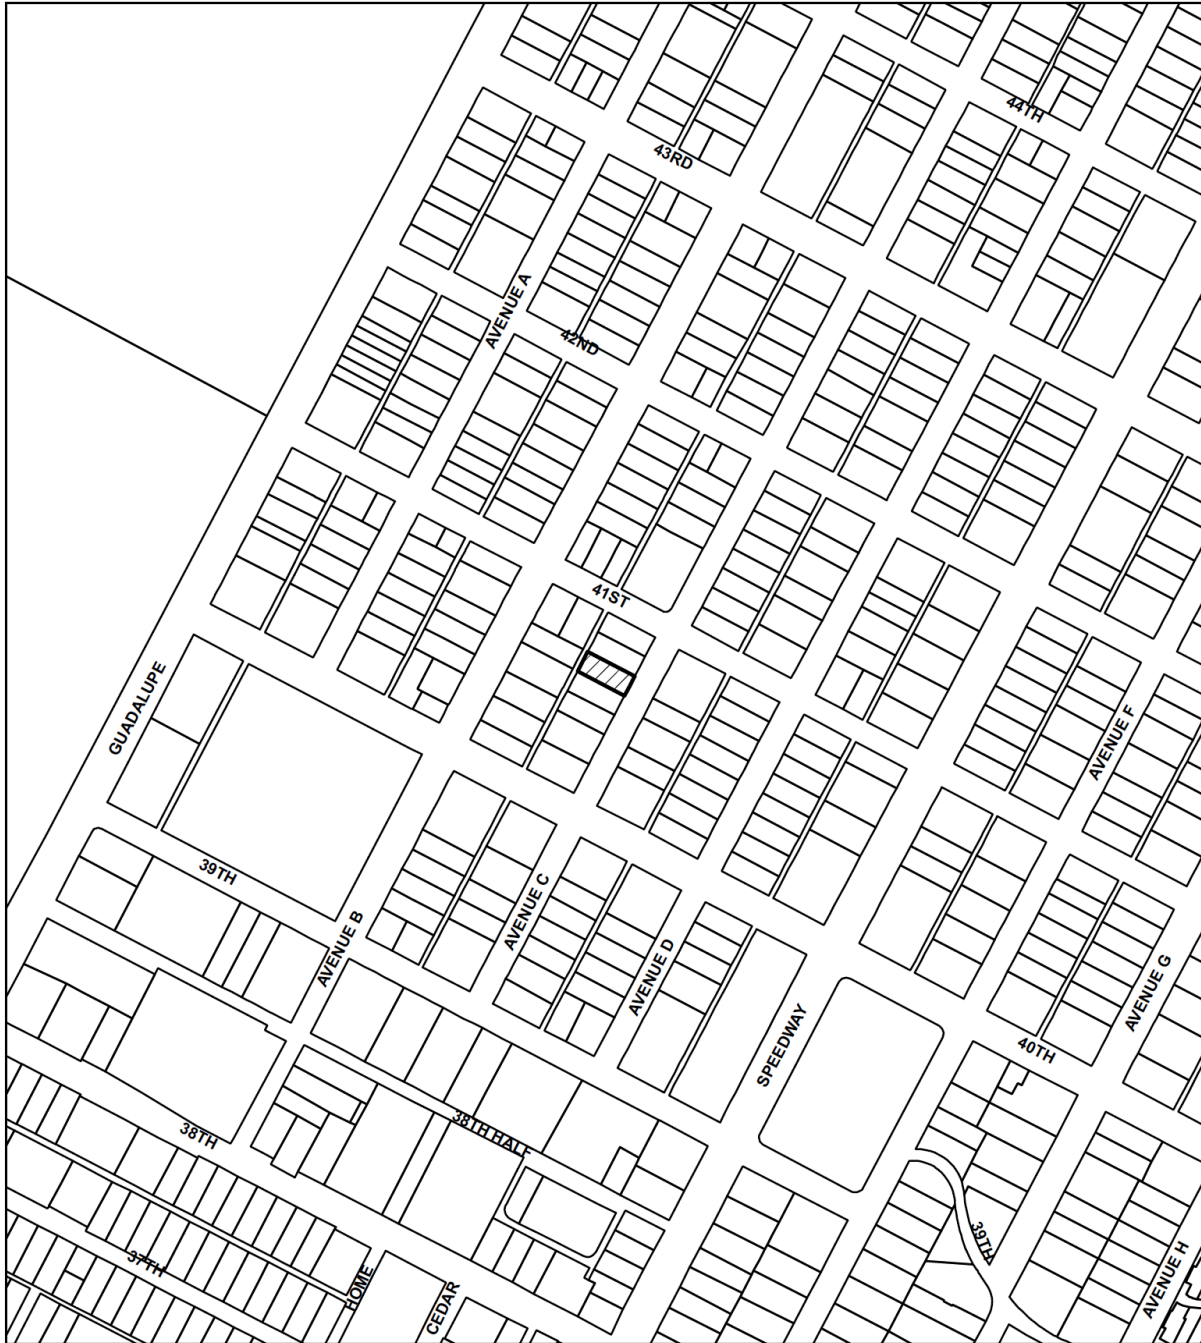 44TH
43RD
AVENUE A
42ND
41ST
GUADALUPE
AVENUE F
39TH
AVENUE C
AVENUE B
AVENUE D
AVENUE G
SPEEDWAY
40TH
38TH HALF
38TH
39TH
37TH
HOME
CEDAR
AVENUE H